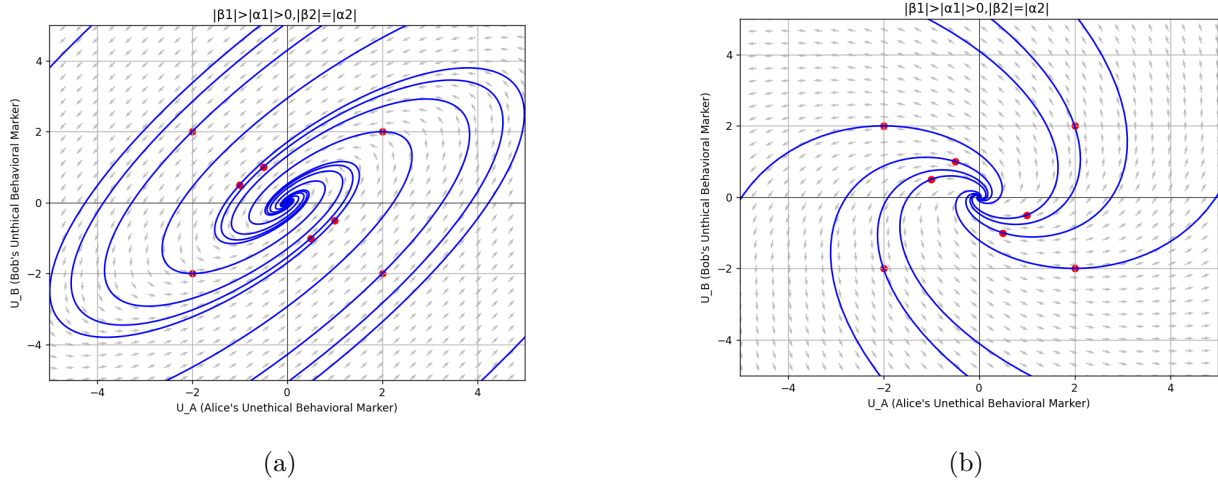 |β1|>|α1|>0,|β2|=|α2|
4
2
0
−2
−4
−4
−2
0
2
4
U_B (Bob's Unthical Behavioral Marker)
U_A (Alice's Unethical Behavioral Marker)
(a)
|β1|>|α1|>0,|β2|=|α2|
4
2
0
−2
−4
−4
−2
0
2
4
U_B (Bob's Unethical Behavioral Marker)
U_A (Alice's Unethical Behavioral Marker)
(b)